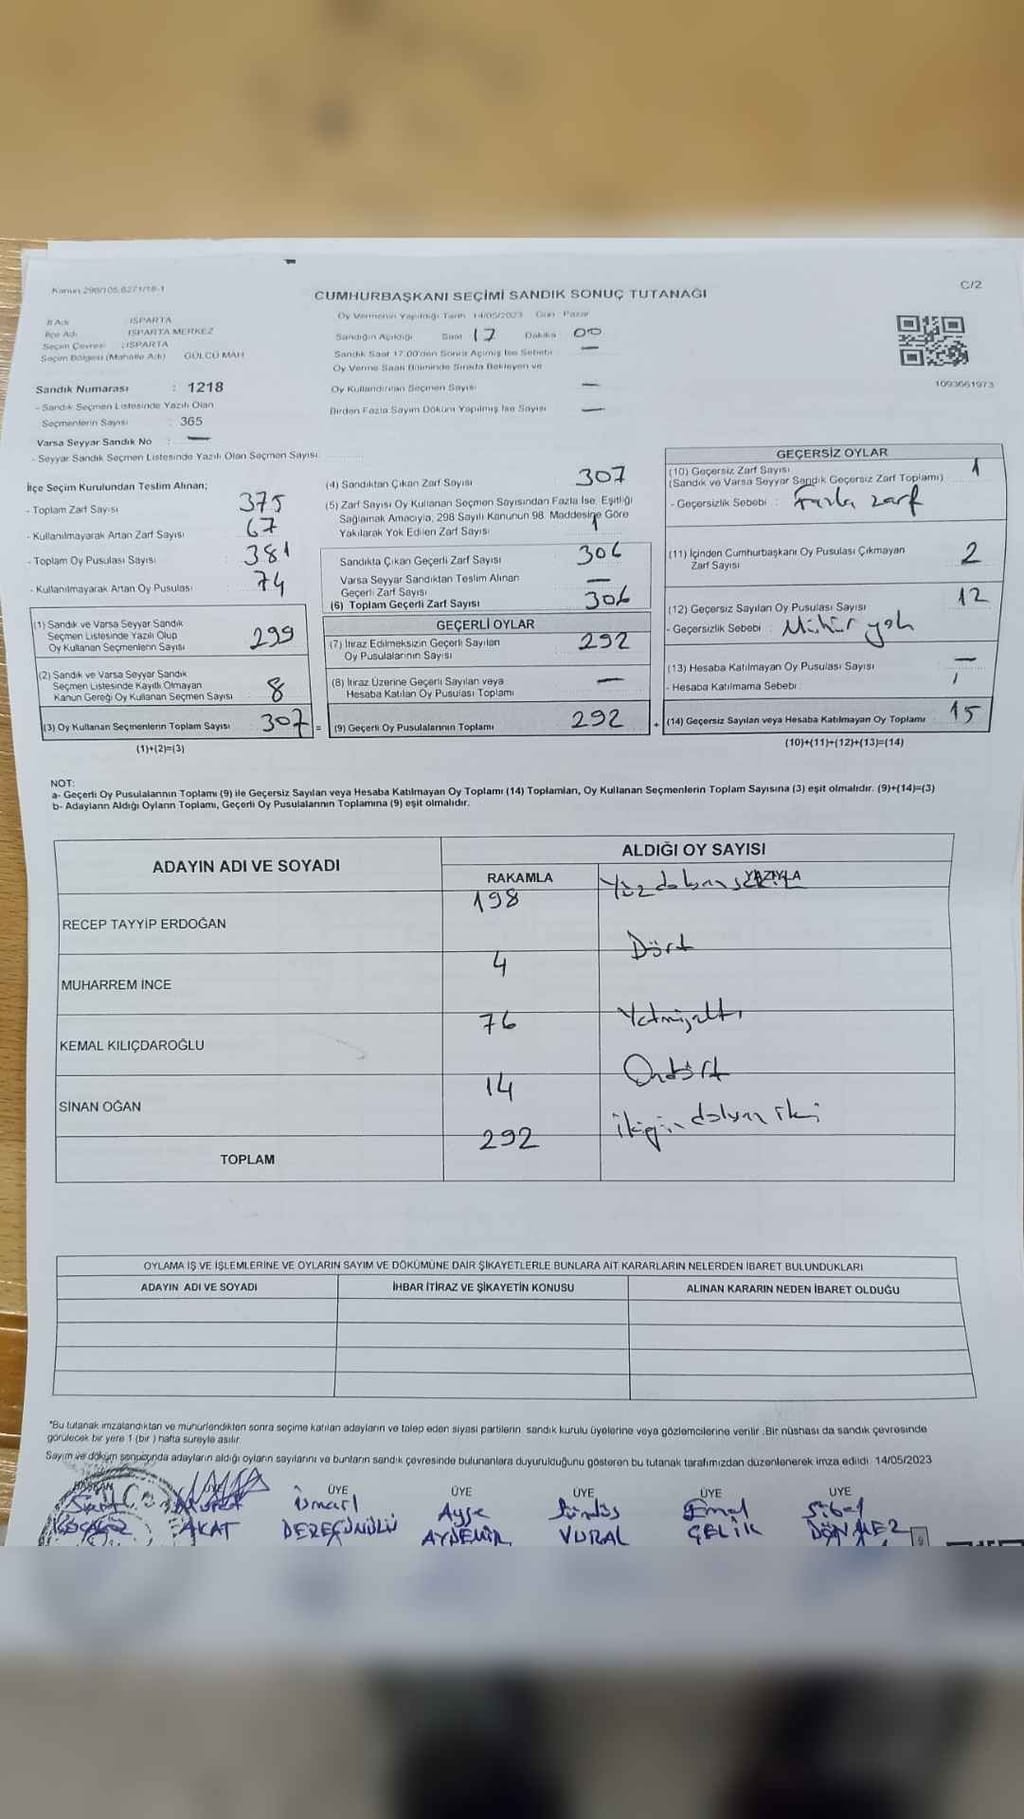 Kanun 298/105,6271/18-1
C/2
CUMHURBAŞKANI SEÇİMİ SANDIK SONUÇ TUTANAĞI
İl Adı : ISPARTA
İlçe Adı : ISPARTA MERKEZ
Seçim Çevresi : ISPARTA
Seçim Bölgesi (Mahalle Adı) GÜLCÜ MAH
Sandık Numarası : 1218
- Sandık Seçmen Listesinde Yazılı Olan
Seçmenlerin Sayısı : 365
Varsa Seyyar Sandık No : —
- Seyyar Sandık Seçmen Listesinde Yazılı Olan Seçmen Sayısı
Oy Vermenin Yapıldığı Tarih 14/05/2023 Gün Pazar
Sandığın Açıldığı Saat 17 Dakika 00
Sandık Saat 17.00'den Sonra Açılmış İse Sebebi —
Oy Verme Saati Bitiminde Sırada Bekleyen ve
Oy Kullandırılan Seçmen Sayısı —
Birden Fazla Sayım Döküm Yapılmış İse Sayısı —
1093661973
İlçe Seçim Kurulundan Teslim Alınan;
- Toplam Zarf Sayısı 375
- Kullanılmayarak Artan Zarf Sayısı 67
- Toplam Oy Pusulası Sayısı 381
- Kullanılmayarak Artan Oy Pusulası 74
(1) Sandık ve Varsa Seyyar Sandık
Seçmen Listesinde Yazılı Olup
Oy Kullanan Seçmenlerin Sayısı 299
(2) Sandık ve Varsa Seyyar Sandık
Seçmen Listesinde Kayıtlı Olmayan
Kanun Gereği Oy Kullanan Seçmen Sayısı 8
(3) Oy Kullanan Seçmenlerin Toplam Sayısı 307 =
(1)+(2)=(3)
(4) Sandıktan Çıkan Zarf Sayısı 307
(5) Zarf Sayısı Oy Kullanan Seçmen Sayısından Fazla İse, Eşitliği
Sağlamak Amacıyla, 298 Sayılı Kanunun 98. Maddesine Göre
Yakılarak Yok Edilen Zarf Sayısı 1
Sandıkta Çıkan Geçerli Zarf Sayısı 306
Varsa Seyyar Sandıktan Teslim Alınan
Geçerli Zarf Sayısı —
(6) Toplam Geçerli Zarf Sayısı 306
GEÇERLİ OYLAR
(7) İtiraz Edilmeksizin Geçerli Sayılan
Oy Pusulalarının Sayısı 292
(8) İtiraz Üzerine Geçerli Sayılan veya
Hesaba Katılan Oy Pusulası Toplamı —
(9) Geçerli Oy Pusulalarının Toplamı 292 +
GEÇERSİZ OYLAR
(10) Geçersiz Zarf Sayısı 1
(Sandık ve Varsa Seyyar Sandık Geçersiz Zarf Toplamı)
- Geçersizlik Sebebi : Fazla zarf
(11) İçinden Cumhurbaşkanı Oy Pusulası Çıkmayan
Zarf Sayısı 2
(12) Geçersiz Sayılan Oy Pusulası Sayısı 12
- Geçersizlik Sebebi : Mühür yok
(13) Hesaba Katılmayan Oy Pusulası Sayısı —
- Hesaba Katılmama Sebebi :
(14) Geçersiz Sayılan veya Hesaba Katılmayan Oy Toplamı 15
(10)+(11)+(12)+(13)=(14)
NOT:
a- Geçerli Oy Pusulalarının Toplamı (9) ile Geçersiz Sayılan veya Hesaba Katılmayan Oy Toplamı (14) Toplamları, Oy Kullanan Seçmenlerin Toplam Sayısına (3) eşit olmalıdır. (9)+(14)=(3)
b- Adayların Aldığı Oyların Toplamı, Geçerli Oy Pusulalarının Toplamına (9) eşit olmalıdır.
ADAYIN ADI VE SOYADI
ALDIĞI OY SAYISI
RAKAMLA YAZIYLA
RECEP TAYYİP ERDOĞAN 198 Yüzdoksansekiz
MUHARREM İNCE 4 Dört
KEMAL KILIÇDAROĞLU 76 Yetmişaltı
SİNAN OĞAN 14 Ondört
TOPLAM 292 ikiyüzdoksan iki
OYLAMA İŞ VE İŞLEMLERİNE VE OYLARIN SAYIM VE DÖKÜMÜNE DAİR ŞİKAYETLERLE BUNLARA AİT KARARLARIN NELERDEN İBARET BULUNDUKLARI
ADAYIN ADI VE SOYADI İHBAR İTİRAZ VE ŞİKAYETİN KONUSU ALINAN KARARIN NEDEN İBARET OLDUĞU
*Bu tutanak imzalandıktan ve mühürlendikten sonra seçime katılan adayların ve talep eden siyasi partilerin sandık kurulu üyelerine veya gözlemcilerine verilir. Bir nüshası da sandık çevresinde
görülecek bir yere 1 (bir) hafta süreyle asılır
Sayım ve döküm sonucunda adayların aldığı oyların sayılarını ve bunların sandık çevresinde bulunanlara duyurulduğunu gösteren bu tutanak tarafımızdan düzenlenerek imza edildi. 14/05/2023
BAŞKAN ÜYE ÜYE ÜYE ÜYE ÜYE
İsmail Ayşe Gündüs Emel Sibel
AKAT DEREGÜNÜLÜ AYDEMİR VURAL ÇELİK DÖNMEZ